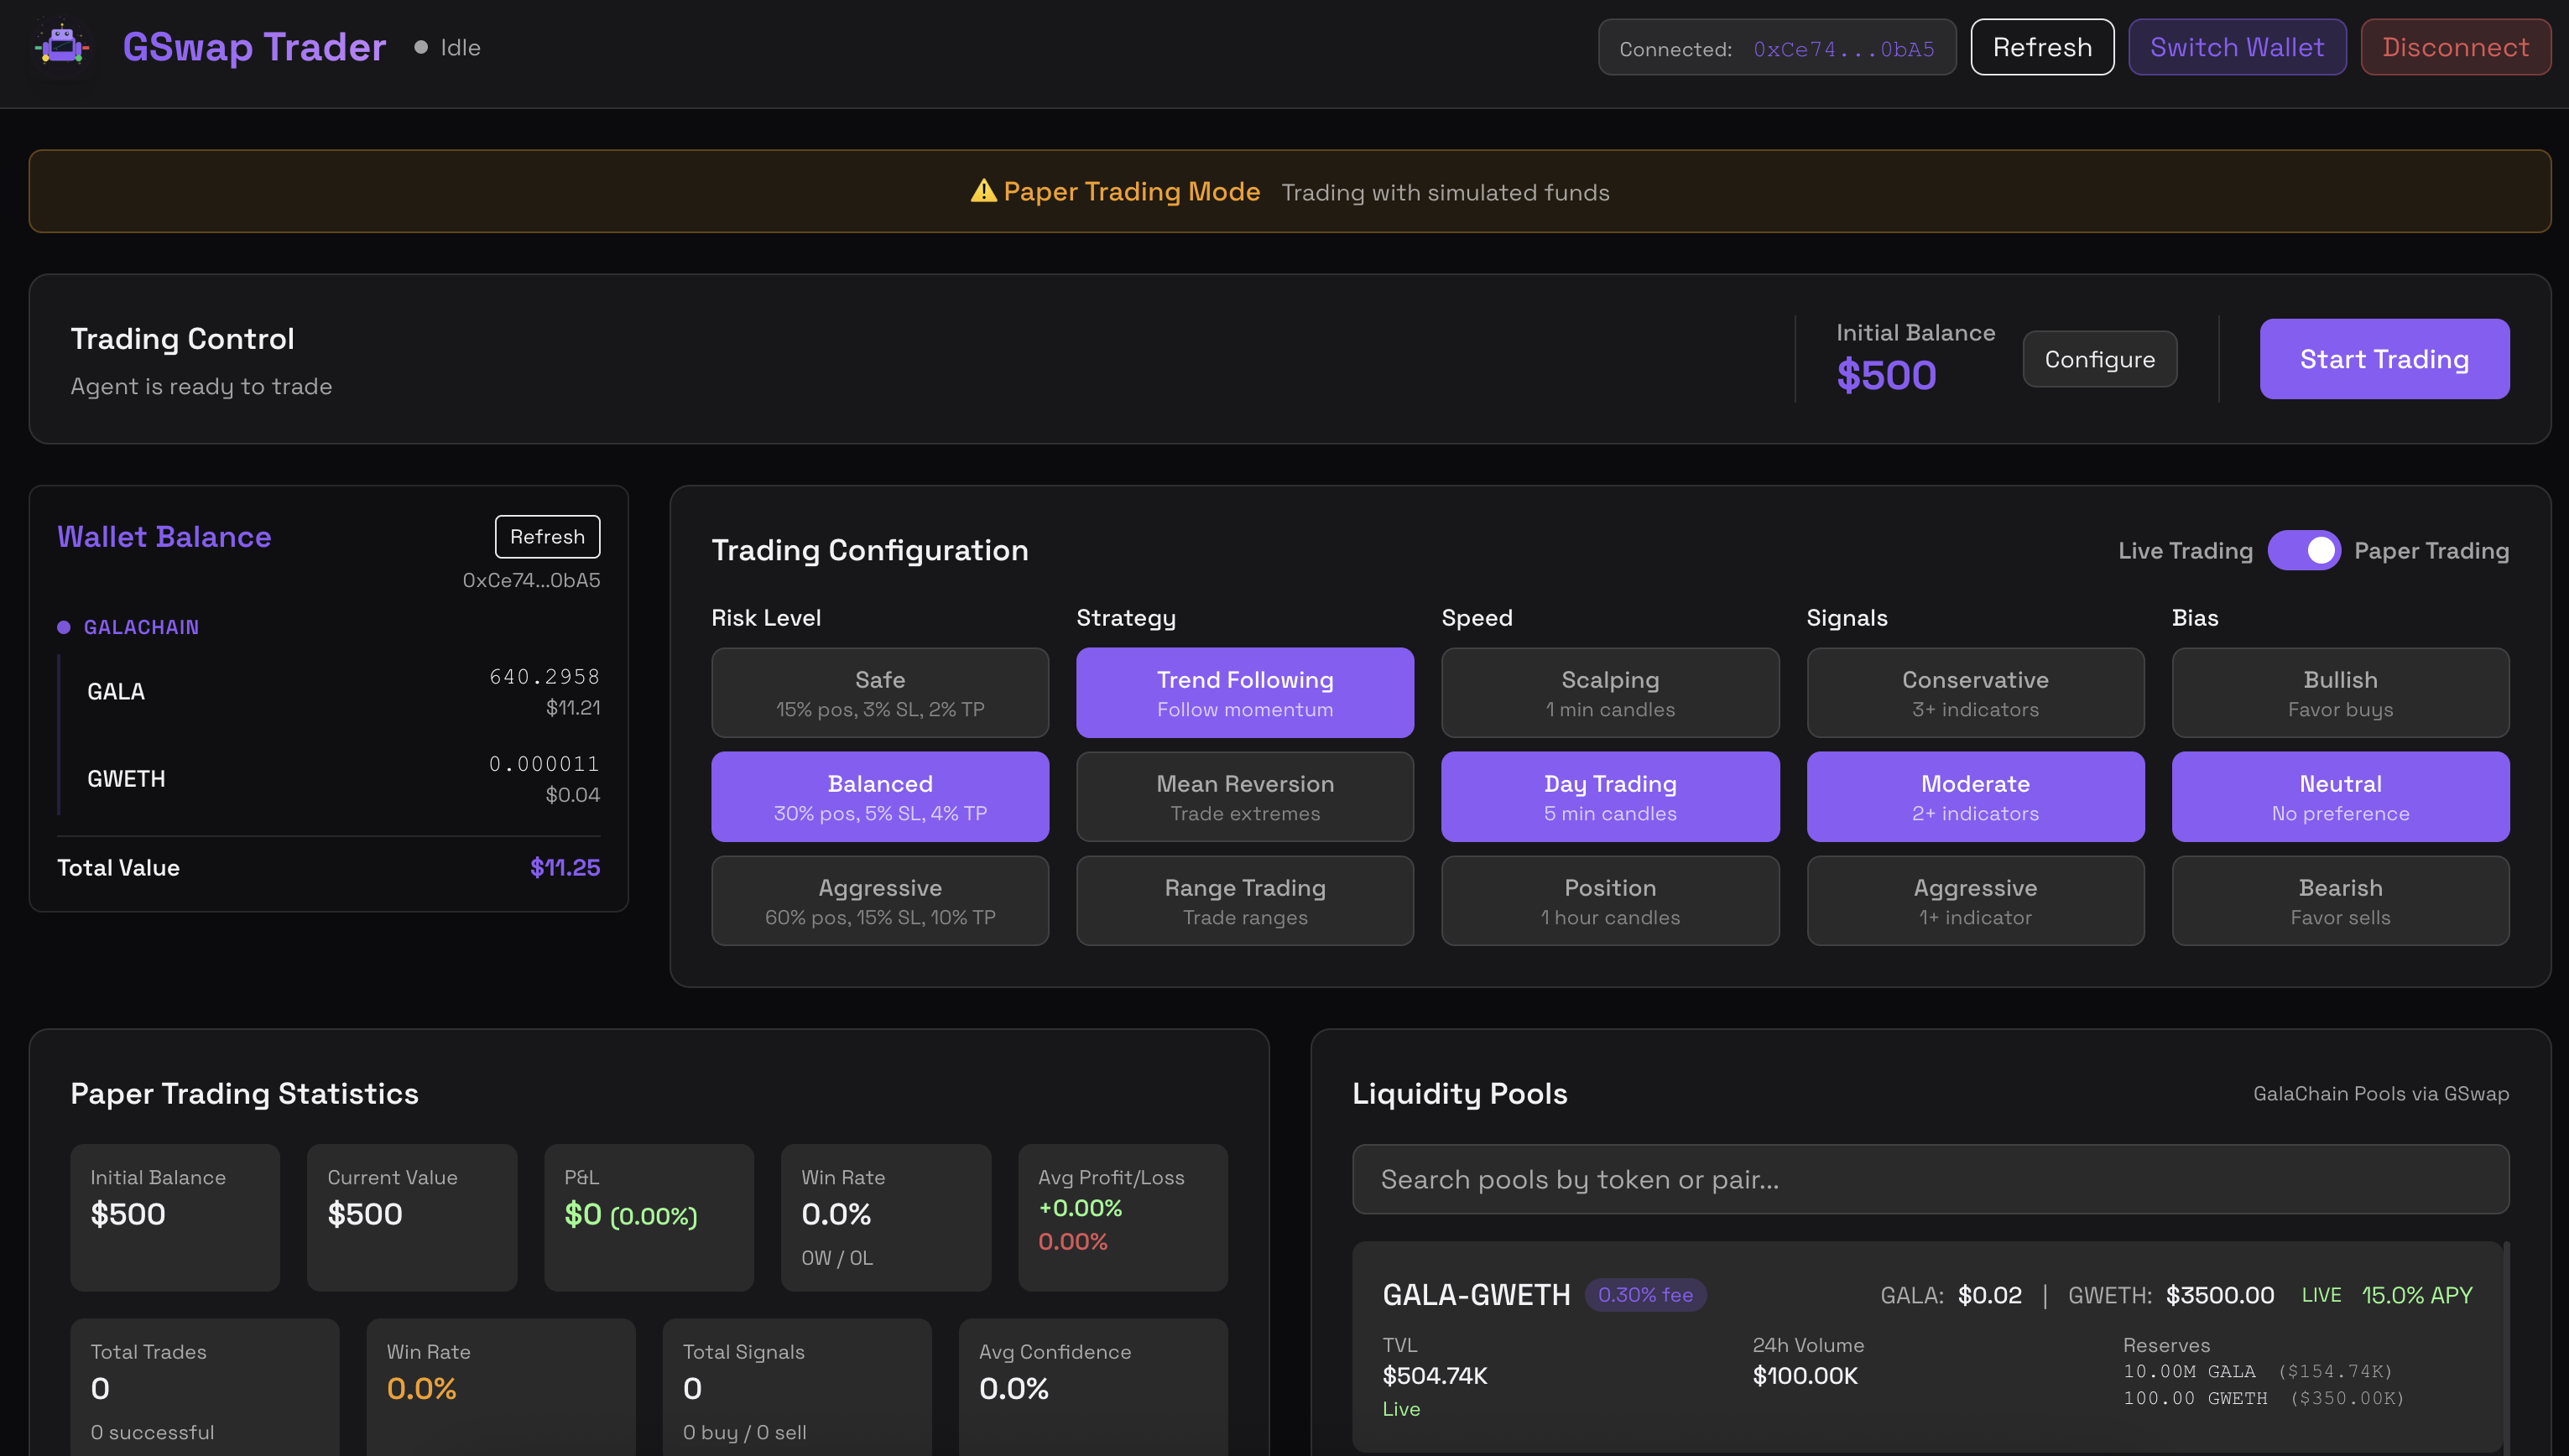 GSwap Trader
Idle
Connected: 0xCe74...0bA5
Refresh
Switch Wallet
Disconnect
Paper Trading Mode Trading with simulated funds
Trading Control
Agent is ready to trade
Initial Balance
$500
Configure
Start Trading
Wallet Balance
Refresh
0xCe74...0bA5
GALACHAIN
GALA
640.2958
$11.21
GWETH
0.000011
$0.04
Total Value
$11.25
Trading Configuration
Live Trading
Paper Trading
Risk Level
Safe
15% pos, 3% SL, 2% TP
Balanced
30% pos, 5% SL, 4% TP
Aggressive
60% pos, 15% SL, 10% TP
Strategy
Trend Following
Follow momentum
Mean Reversion
Trade extremes
Range Trading
Trade ranges
Speed
Scalping
1 min candles
Day Trading
5 min candles
Position
1 hour candles
Signals
Conservative
3+ indicators
Moderate
2+ indicators
Aggressive
1+ indicator
Bias
Bullish
Favor buys
Neutral
No preference
Bearish
Favor sells
Paper Trading Statistics
Initial Balance
$500
Current Value
$500
P&L
$0 (0.00%)
Win Rate
0.0%
0W / 0L
Avg Profit/Loss
+0.00%
0.00%
Total Trades
0
0 successful
Win Rate
0.0%
Total Signals
0
0 buy / 0 sell
Avg Confidence
0.0%
Liquidity Pools
GalaChain Pools via GSwap
Search pools by token or pair...
GALA-GWETH
0.30% fee
GALA: $0.02 | GWETH: $3500.00
LIVE
15.0% APY
TVL
$504.74K
Live
24h Volume
$100.00K
Reserves
10.00M GALA ($154.74K)
100.00 GWETH ($350.00K)